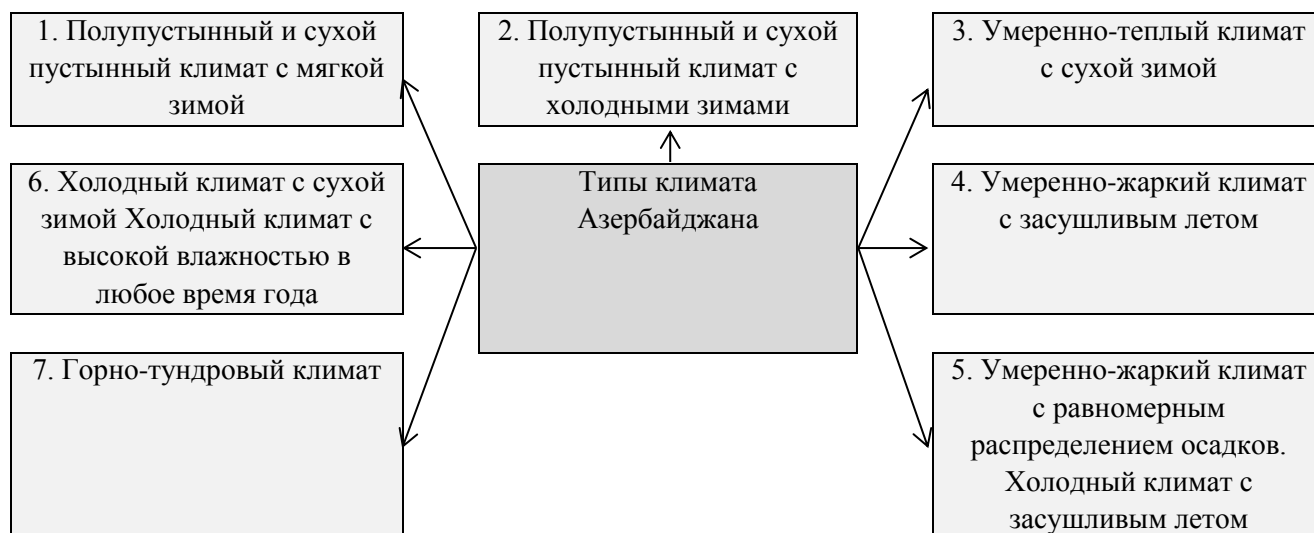 1. Полупустынный и сухой
пустынный климат с мягкой
зимой
2. Полупустынный и сухой
пустынный климат с
холодными зимами
3. Умеренно-теплый климат
с сухой зимой
6. Холодный климат с сухой
зимой Холодный климат с
высокой влажностью в
любое время года
Типы климата
Азербайджана
4. Умеренно-жаркий климат
с засушливым летом
7. Горно-тундровый климат
5. Умеренно-жаркий климат
с равномерным
распределением осадков.
Холодный климат с
засушливым летом